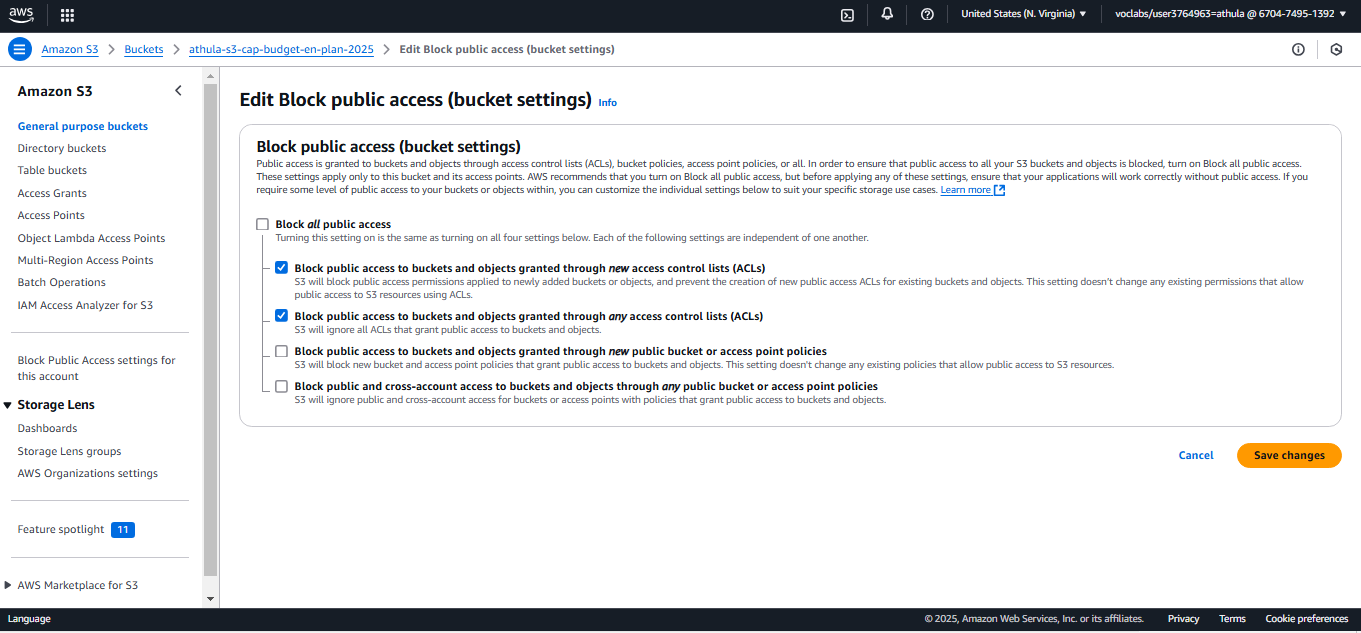 aws
United States (N. Virginia)
voclabs/user3764963=athula @ 6704-7495-1392
Amazon S3
Buckets
athula-s3-cap-budget-en-plan-2025
Edit Block public access (bucket settings)
Amazon S3
General purpose buckets
Directory buckets
Table buckets
Access Grants
Access Points
Object Lambda Access Points
Multi-Region Access Points
Batch Operations
IAM Access Analyzer for S3
Block Public Access settings for
this account
Storage Lens
Dashboards
Storage Lens groups
AWS Organizations settings
Feature spotlight 11
AWS Marketplace for S3
Edit Block public access (bucket settings) Info
Block public access (bucket settings)
Public access is granted to buckets and objects through access control lists (ACLs), bucket policies, access point policies, or all. In order to ensure that public access to all your S3 buckets and objects is blocked, turn on Block all public access.
These settings apply only to this bucket and its access points. AWS recommends that you turn on Block all public access, but before applying any of these settings, ensure that your applications will work correctly without public access. If you
require some level of public access to your buckets or objects within, you can customize the individual settings below to suit your specific storage use cases. Learn more
Block all public access
Turning this setting on is the same as turning on all four settings below. Each of the following settings are independent of one another.
Block public access to buckets and objects granted through new access control lists (ACLs)
S3 will block public access permissions applied to newly added buckets or objects, and prevent the creation of new public access ACLs for existing buckets and objects. This setting doesn't change any existing permissions that allow
public access to S3 resources using ACLs.
Block public access to buckets and objects granted through any access control lists (ACLs)
S3 will ignore all ACLs that grant public access to buckets and objects.
Block public access to buckets and objects granted through new public bucket or access point policies
S3 will block new bucket and access point policies that grant public access to buckets and objects. This setting doesn't change any existing policies that allow public access to S3 resources.
Block public and cross-account access to buckets and objects through any public bucket or access point policies
S3 will ignore public and cross-account access for buckets or access points with policies that grant public access to buckets and objects.
Cancel
Save changes
Language
© 2025, Amazon Web Services, Inc. or its affiliates.
Privacy
Terms
Cookie preferences